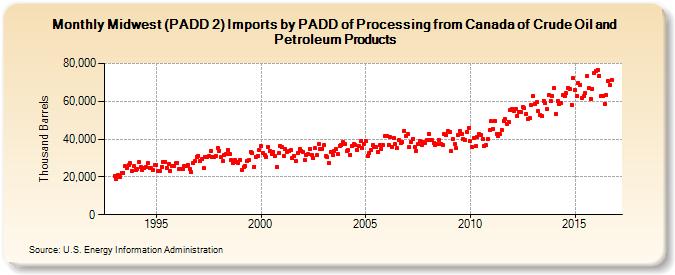 Monthly Midwest (PADD 2) Imports by PADD of Processing from Canada of Crude Oil and
Petroleum Products
Thousand Barrels
80,000
60,000
40,000
20,000
0
1995
2000
2005
2010
2015
Source: U.S. Energy Information Administration